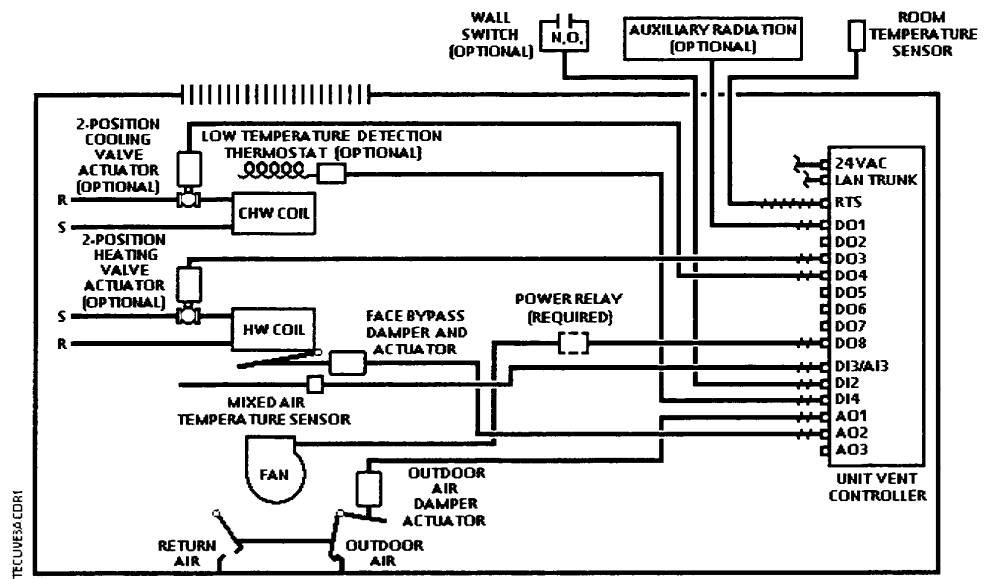 WALL
SWITCH
(OPTIONAL)
N.O.
AUXILIARY RADIATION
(OPTIONAL)
ROOM
TEMPERATURE
SENSOR
2-POSITION
COOLING
VALVE
ACTUATOR
(OPTIONAL)
LOW TEMPERATURE DETECTION
THERMOSTAT (OPTIONAL)
R
S
CHW COIL
2-POSITION
HEATING
VALVE
ACTUATOR
(OPTIONAL)
S
R
HW COIL
FACE BYPASS
DAMPER AND
ACTUATOR
POWER RELAY
(REQUIRED)
MIXED AIR
TEMPERATURE SENSOR
FAN
OUTDOOR
AIR
DAMPER
ACTUATOR
RETURN
AIR
OUTDOOR
AIR
24VAC
LAN TRUNK
RTS
DO1
DO2
DO3
DO4
DO5
DO6
DO7
DO8
DI3/AI3
DI2
DI4
AO1
AO2
AO3
UNIT VENT
CONTROLLER
TECUVE3ACDR1